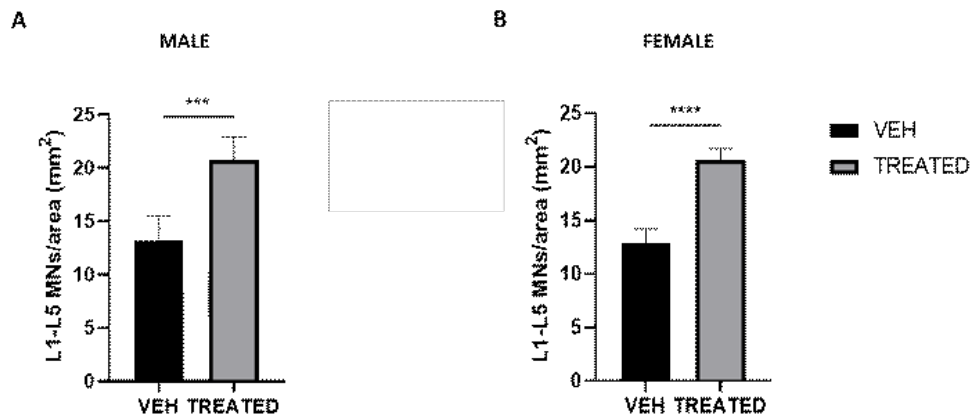 A
MALE
***
25
20
15
10
5
0
L1-L5 MNs/area (mm²)
VEH TREATED
B
FEMALE
****
25
20
15
10
5
0
L1-L5 MNs/area (mm²)
VEH TREATED
VEH
TREATED